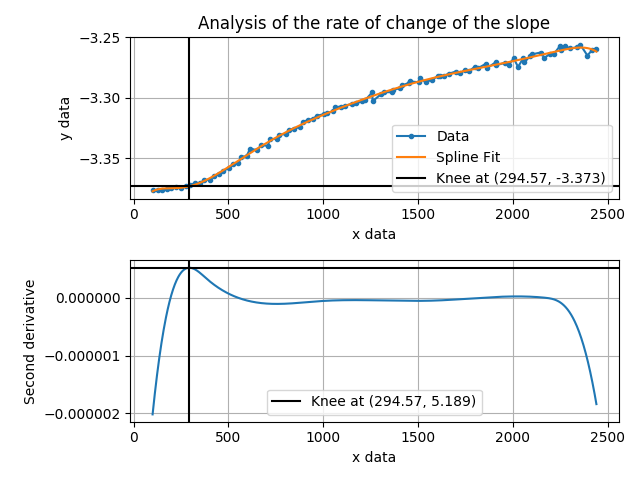 Analysis of the rate of change of the slope
−3.25
−3.30
−3.35
y data
Data
Spline Fit
Knee at (294.57, -3.373)
0 500 1000 1500 2000 2500
x data
0.000000
−0.000001
−0.000002
Second derivative
Knee at (294.57, 5.189)
0 500 1000 1500 2000 2500
x data